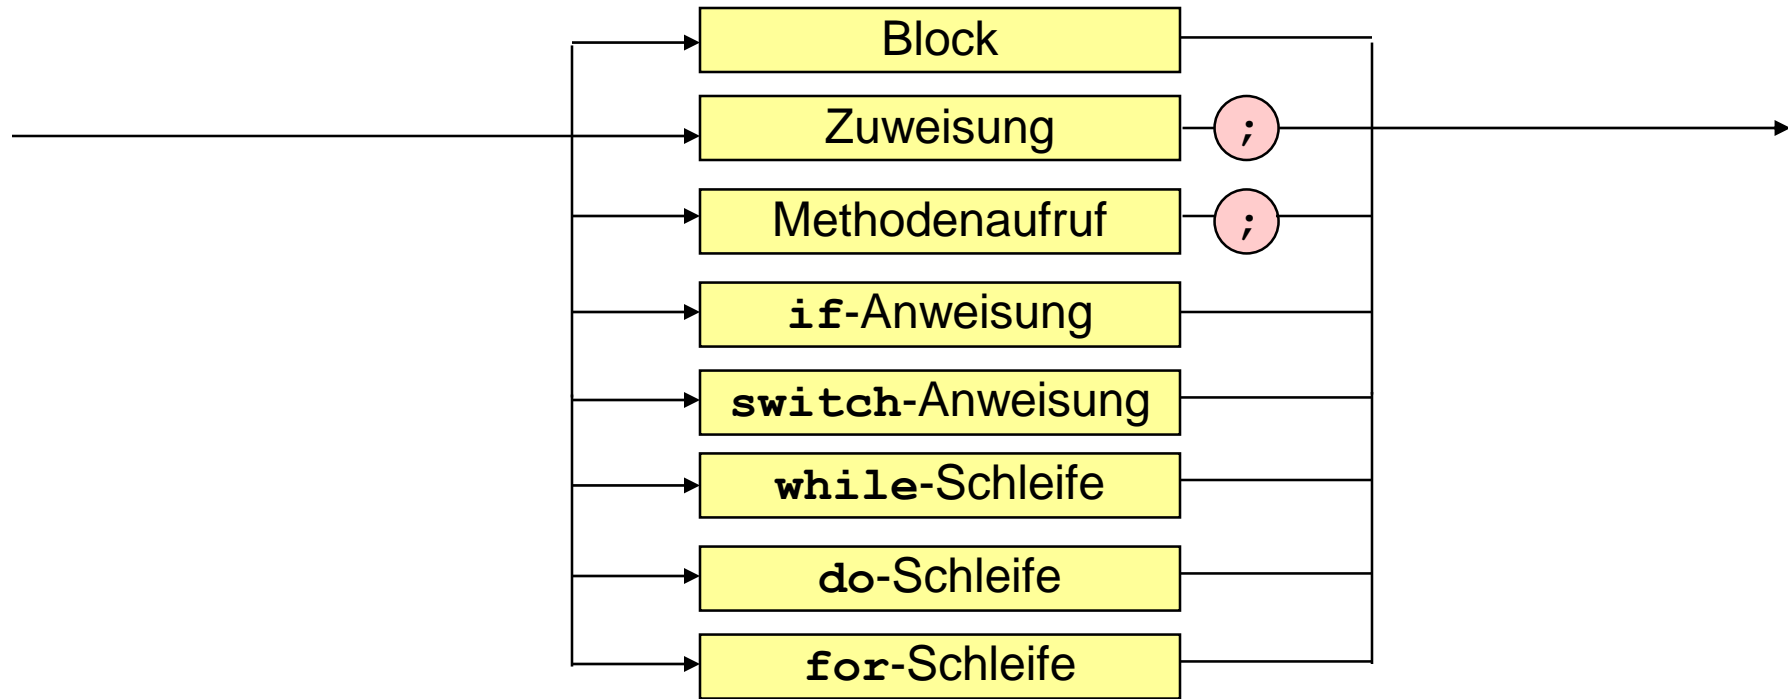 Block
Zuweisung ;
Methodenaufruf ;
if-Anweisung
switch-Anweisung
while-Schleife
do-Schleife
for-Schleife